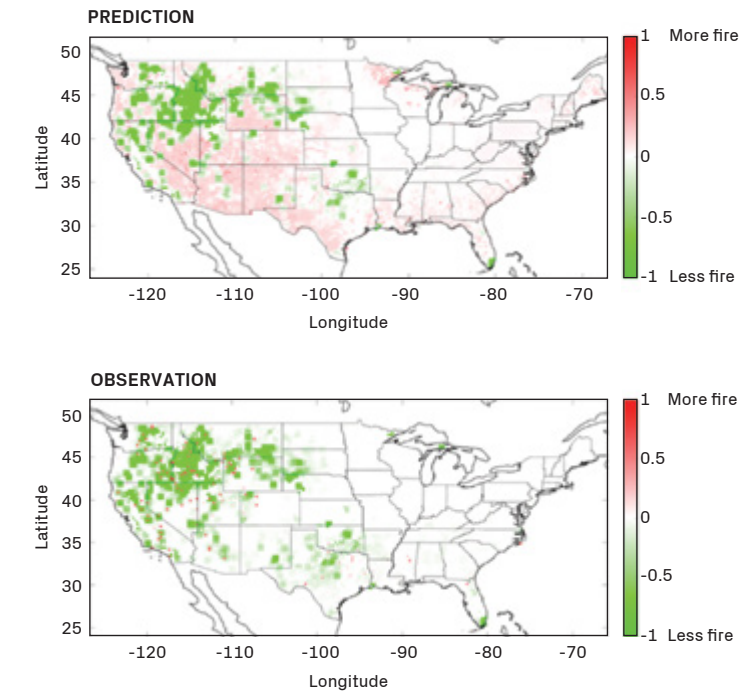 PREDICTION
50
45
40
35
30
25
Latitude
-120 -110 -100 -90 -80 -70
Longitude
1 More fire
0.5
0
-0.5
-1 Less fire
OBSERVATION
50
45
40
35
30
25
Latitude
-120 -110 -100 -90 -80 -70
Longitude
1 More fire
0.5
0
-0.5
-1 Less fire